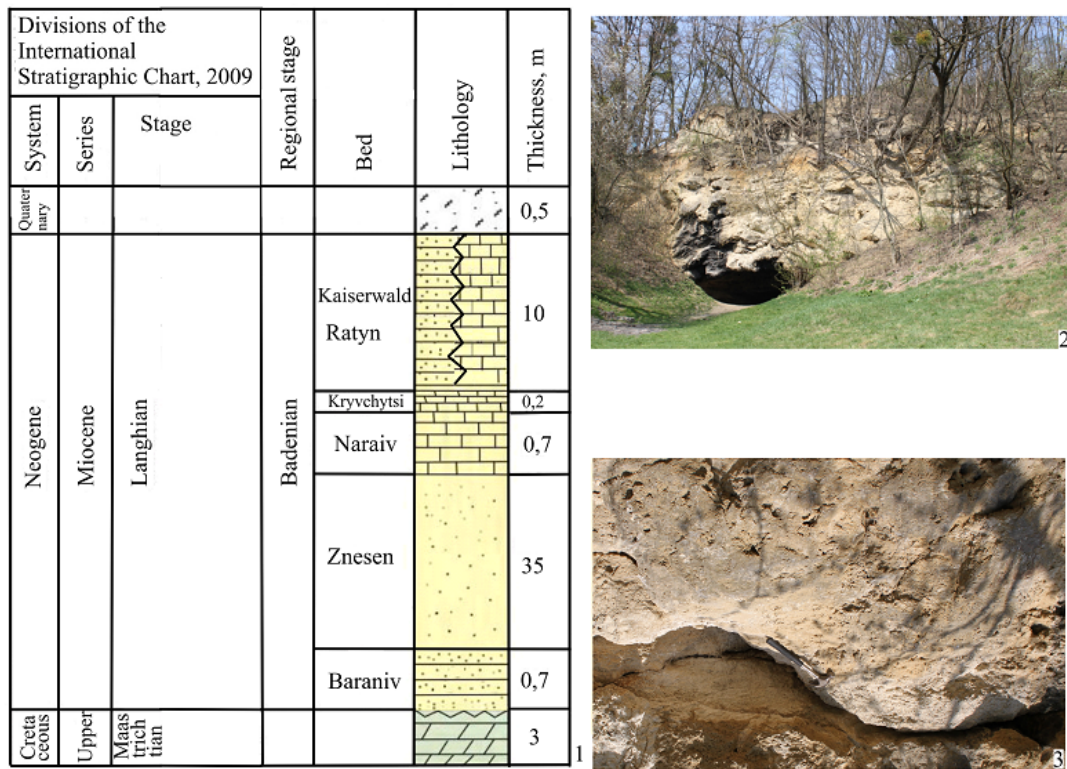 Divisions of the
International
Stratigraphic Chart, 2009
System
Series
Stage
Regional stage
Bed
Lithology
Thickness, m
Quater
nary
0,5
Neogene
Miocene
Langhian
Badenian
Kaiserwald
Ratyn
10
Kryvchytsi
0,2
Naraiv
0,7
Znesen
35
Baraniv
0,7
Creta
ceous
Upper
Maas
trich
tian
3
1
2
3